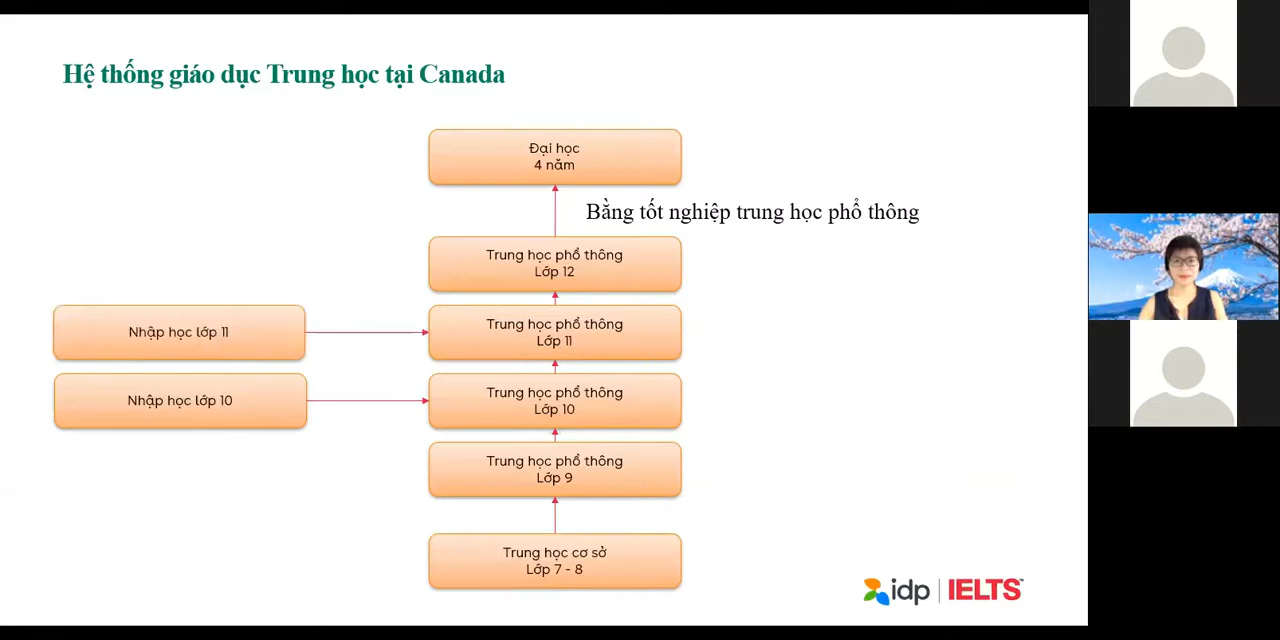 Hệ thống giáo dục Trung học tại Canada
Đại học
4 năm
Bằng tốt nghiệp trung học phổ thông
Trung học phổ thông
Lớp 12
Nhập học lớp 11
Trung học phổ thông
Lớp 11
Nhập học lớp 10
Trung học phổ thông
Lớp 10
Trung học phổ thông
Lớp 9
Trung học cơ sở
Lớp 7 - 8
idp | IELTS™